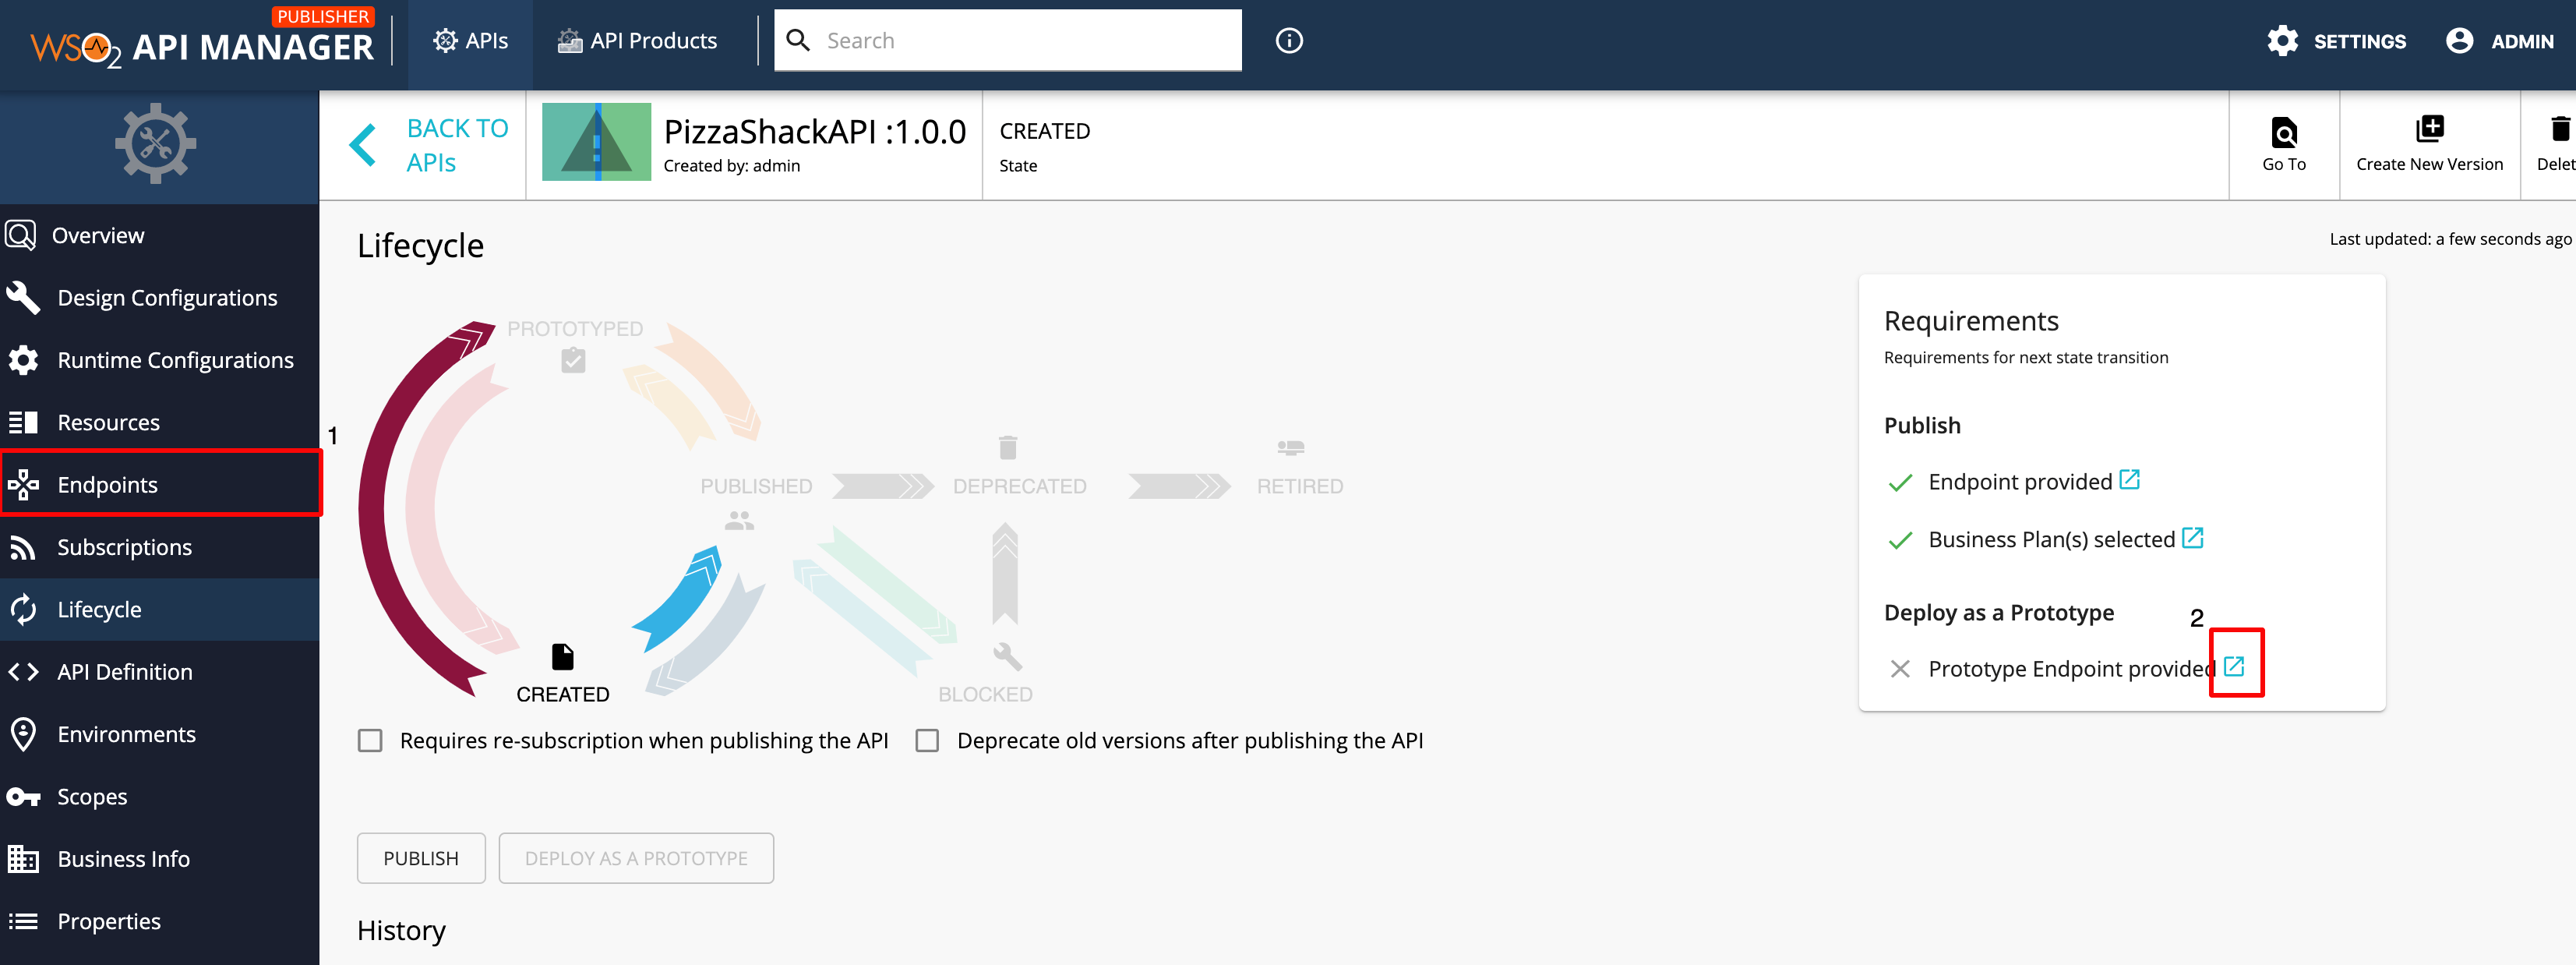 PUBLISHER
WSO2 API MANAGER
APIs
API Products
Search
SETTINGS
ADMIN
BACK TO
APIs
PizzaShackAPI :1.0.0
Created by: admin
CREATED
State
Go To
Create New Version
Delet
Overview
Design Configurations
Runtime Configurations
Resources
Endpoints
Subscriptions
Lifecycle
API Definition
Environments
Scopes
Business Info
Properties
1
Lifecycle
Last updated: a few seconds ago
PROTOTYPED
PUBLISHED
DEPRECATED
RETIRED
CREATED
BLOCKED
Requirements
Requirements for next state transition
Publish
Endpoint provided
Business Plan(s) selected
Deploy as a Prototype
2
Prototype Endpoint provided
Requires re-subscription when publishing the API
Deprecate old versions after publishing the API
PUBLISH
DEPLOY AS A PROTOTYPE
History